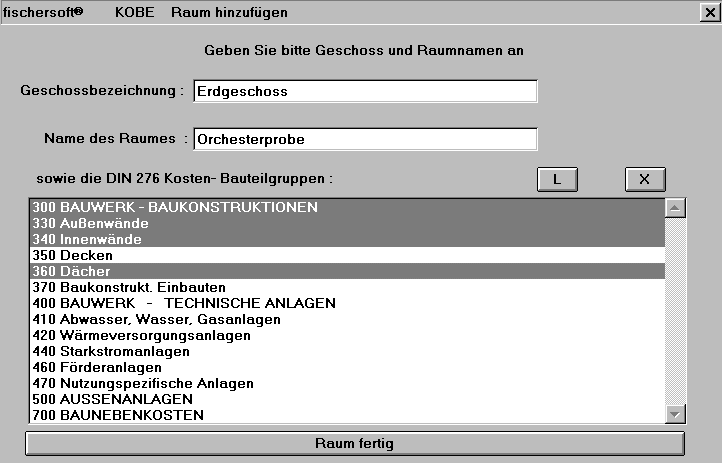 fischersoft® KOBE Raum hinzufügen
Geben Sie bitte Geschoss und Raumnamen an
Geschossbezeichnung : Erdgeschoss
Name des Raumes : Orchesterprobe
sowie die DIN 276 Kosten- Bauteilgruppen : L X
300 BAUWERK - BAUKONSTRUKTIONEN
330 Außenwände
340 Innenwände
350 Decken
360 Dächer
370 Baukonstrukt. Einbauten
400 BAUWERK - TECHNISCHE ANLAGEN
410 Abwasser, Wasser, Gasanlagen
420 Wärmeversorgungsanlagen
440 Starkstromanlagen
460 Förderanlagen
470 Nutzungspezifische Anlagen
500 AUSSENANLAGEN
700 BAUNEBENKOSTEN
Raum fertig